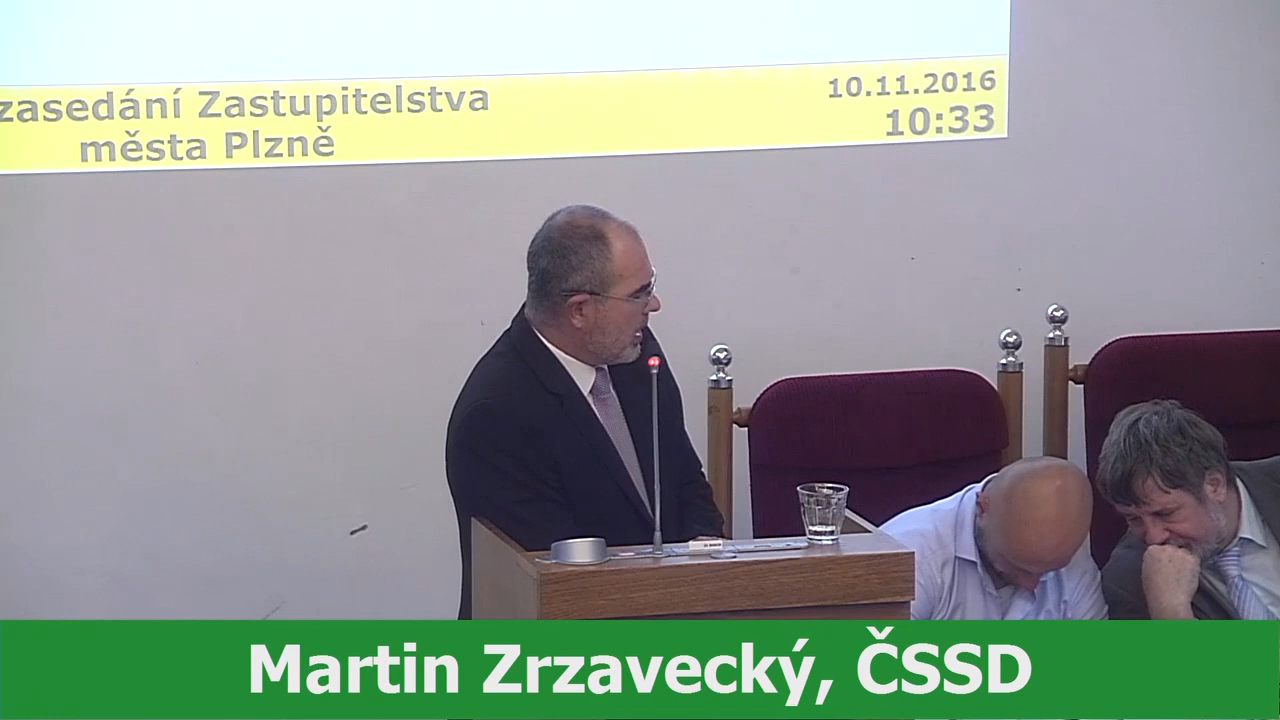 zasedání Zastupitelstva
města Plzně
10.11.2016
10:33
Martin Zrzavecký, ČSSD